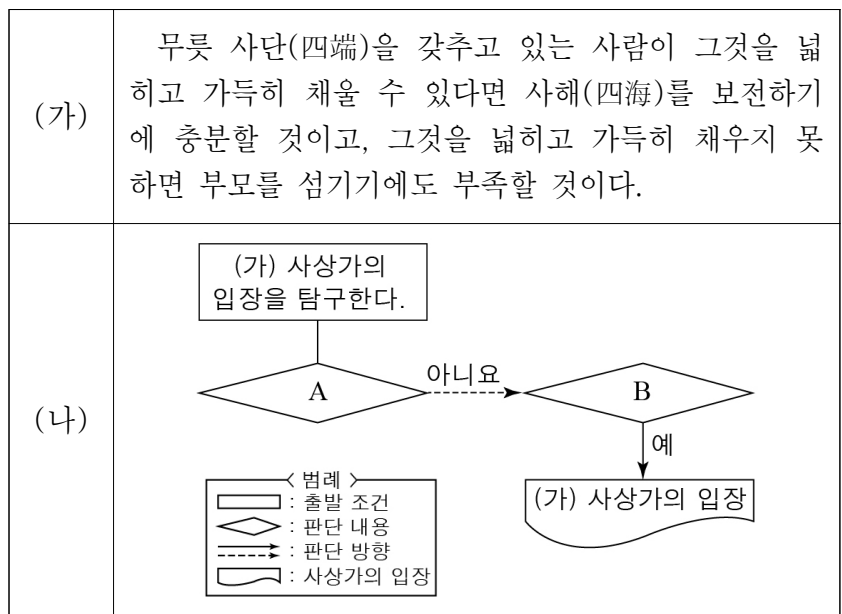 (가)
무릇 사단(四端)을 갖추고 있는 사람이 그것을 넓
히고 가득히 채울 수 있다면 사해(四海)를 보전하기
에 충분할 것이고, 그것을 넓히고 가득히 채우지 못
하면 부모를 섬기기에도 부족할 것이다.
(나)
(가) 사상가의
입장을 탐구한다.
A
아니요
B
예
(가) 사상가의 입장
범례
: 출발 조건
: 판단 내용
: 판단 방향
: 사상가의 입장